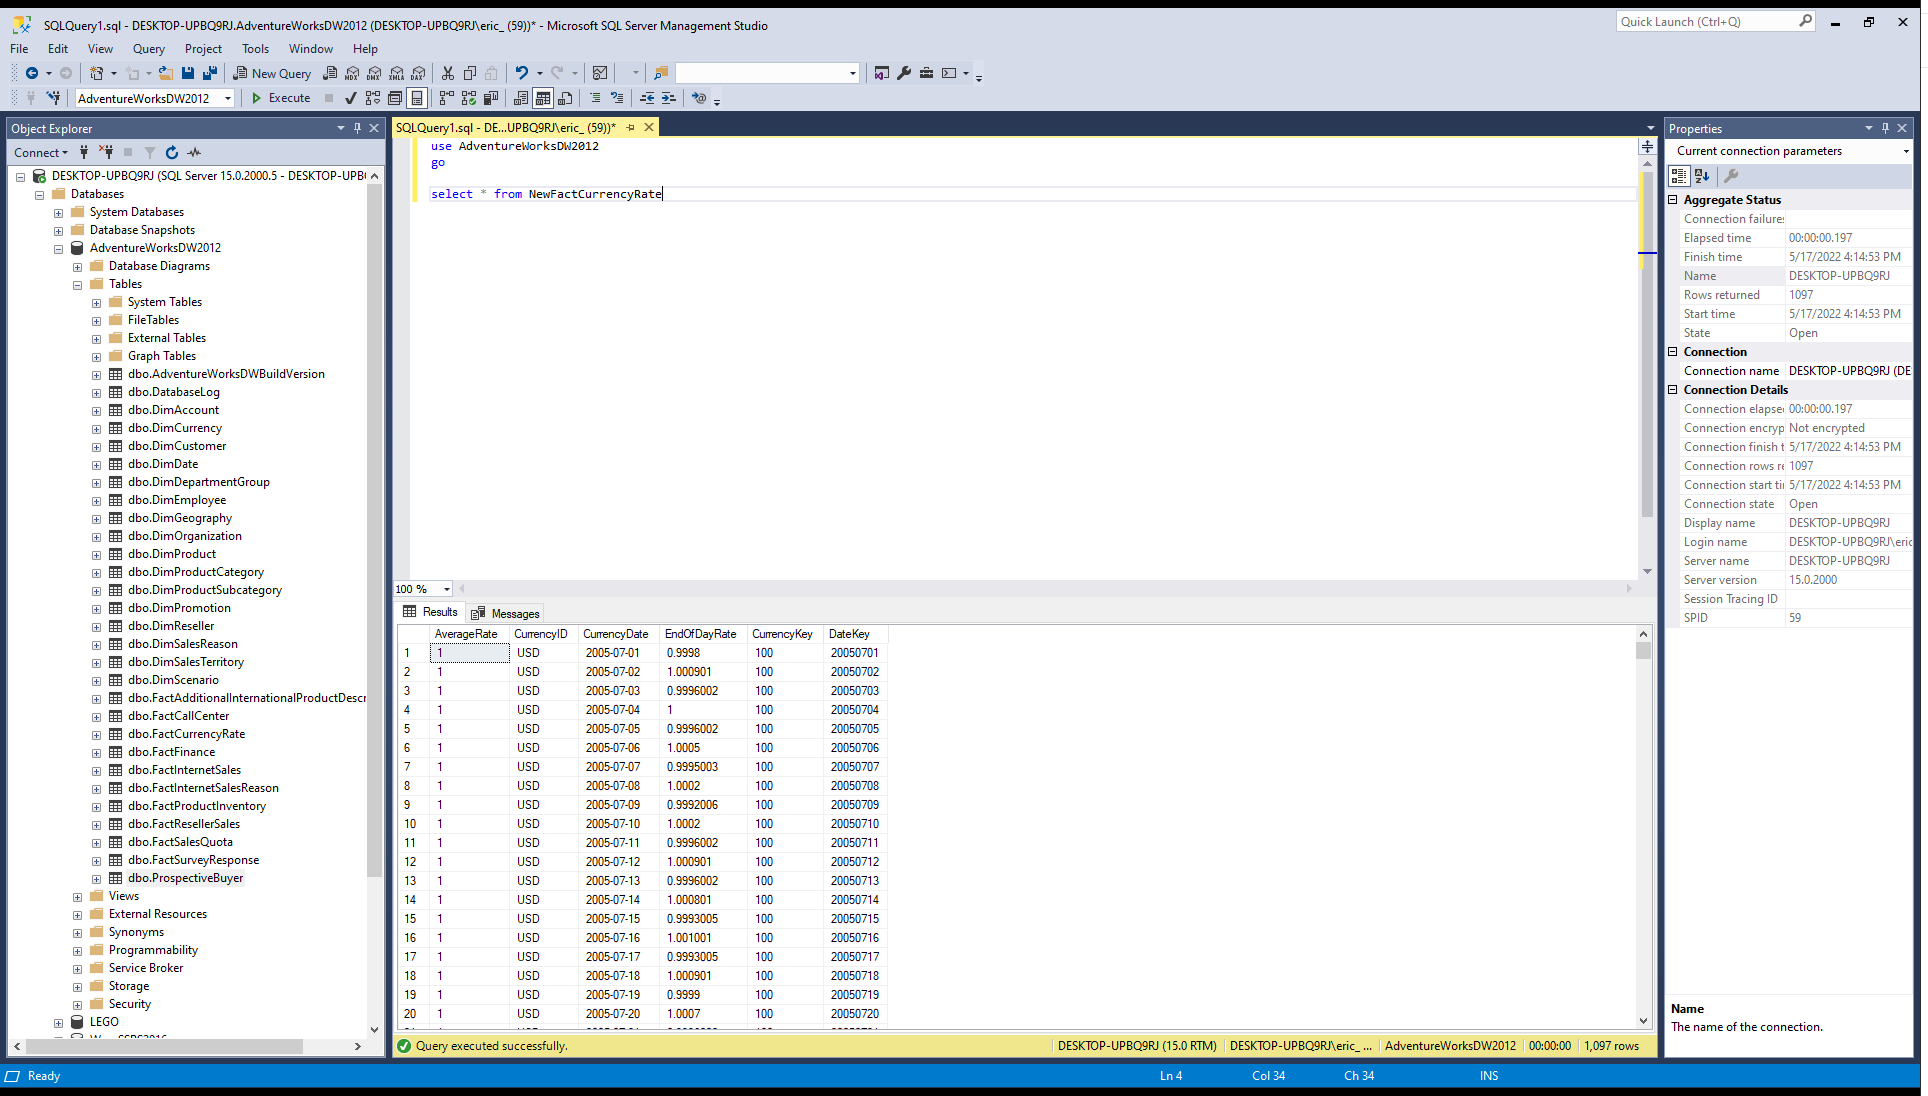 SQLQuery1.sql - DESKTOP-UPBQ9RJ.AdventureWorksDW2012 (DESKTOP-UPBQ9RJ\eric_ (59))* - Microsoft SQL Server Management Studio
Quick Launch (Ctrl+Q)
File Edit View Query Project Tools Window Help
New Query MDX DMX XMLA DAX
AdventureWorksDW2012 Execute
Object Explorer
Connect
DESKTOP-UPBQ9RJ (SQL Server 15.0.2000.5 - DESKTOP-UPB
Databases
System Databases
Database Snapshots
AdventureWorksDW2012
Database Diagrams
Tables
System Tables
FileTables
External Tables
Graph Tables
dbo.AdventureWorksDWBuildVersion
dbo.DatabaseLog
dbo.DimAccount
dbo.DimCurrency
dbo.DimCustomer
dbo.DimDate
dbo.DimDepartmentGroup
dbo.DimEmployee
dbo.DimGeography
dbo.DimOrganization
dbo.DimProduct
dbo.DimProductCategory
dbo.DimProductSubcategory
dbo.DimPromotion
dbo.DimReseller
dbo.DimSalesReason
dbo.DimSalesTerritory
dbo.DimScenario
dbo.FactAdditionalInternationalProductDescr
dbo.FactCallCenter
dbo.FactCurrencyRate
dbo.FactFinance
dbo.FactInternetSales
dbo.FactInternetSalesReason
dbo.FactProductInventory
dbo.FactResellerSales
dbo.FactSalesQuota
dbo.FactSurveyResponse
dbo.ProspectiveBuyer
Views
External Resources
Synonyms
Programmability
Service Broker
Storage
Security
LEGO
SQLQuery1.sql - DE...UPBQ9RJ\eric_ (59))*
use AdventureWorksDW2012
go
select * from NewFactCurrencyRate
100 %
Results Messages
AverageRate CurrencyID CurrencyDate EndOfDayRate CurrencyKey DateKey
1 1 USD 2005-07-01 0.9998 100 20050701
2 1 USD 2005-07-02 1.000901 100 20050702
3 1 USD 2005-07-03 0.9996002 100 20050703
4 1 USD 2005-07-04 1 100 20050704
5 1 USD 2005-07-05 0.9996002 100 20050705
6 1 USD 2005-07-06 1.0005 100 20050706
7 1 USD 2005-07-07 0.9995003 100 20050707
8 1 USD 2005-07-08 1.0002 100 20050708
9 1 USD 2005-07-09 0.9992006 100 20050709
10 1 USD 2005-07-10 1.0002 100 20050710
11 1 USD 2005-07-11 0.9996002 100 20050711
12 1 USD 2005-07-12 1.000901 100 20050712
13 1 USD 2005-07-13 0.9996002 100 20050713
14 1 USD 2005-07-14 1.000801 100 20050714
15 1 USD 2005-07-15 0.9993005 100 20050715
16 1 USD 2005-07-16 1.001001 100 20050716
17 1 USD 2005-07-17 0.9993005 100 20050717
18 1 USD 2005-07-18 1.000901 100 20050718
19 1 USD 2005-07-19 0.9999 100 20050719
20 1 USD 2005-07-20 1.0007 100 20050720
Query executed successfully. DESKTOP-UPBQ9RJ (15.0 RTM) DESKTOP-UPBQ9RJ\eric_ ... AdventureWorksDW2012 00:00:00 1,097 rows
Properties
Current connection parameters
Aggregate Status
Connection failures
Elapsed time 00:00:00.197
Finish time 5/17/2022 4:14:53 PM
Name DESKTOP-UPBQ9RJ
Rows returned 1097
Start time 5/17/2022 4:14:53 PM
State Open
Connection
Connection name DESKTOP-UPBQ9RJ (DE
Connection Details
Connection elapse 00:00:00.197
Connection encryp Not encrypted
Connection finish t 5/17/2022 4:14:53 PM
Connection rows re 1097
Connection start ti 5/17/2022 4:14:53 PM
Connection state Open
Display name DESKTOP-UPBQ9RJ
Login name DESKTOP-UPBQ9RJ\eric
Server name DESKTOP-UPBQ9RJ
Server version 15.0.2000
Session Tracing ID
SPID 59
Name
The name of the connection.
Ready Ln 4 Col 34 Ch 34 INS